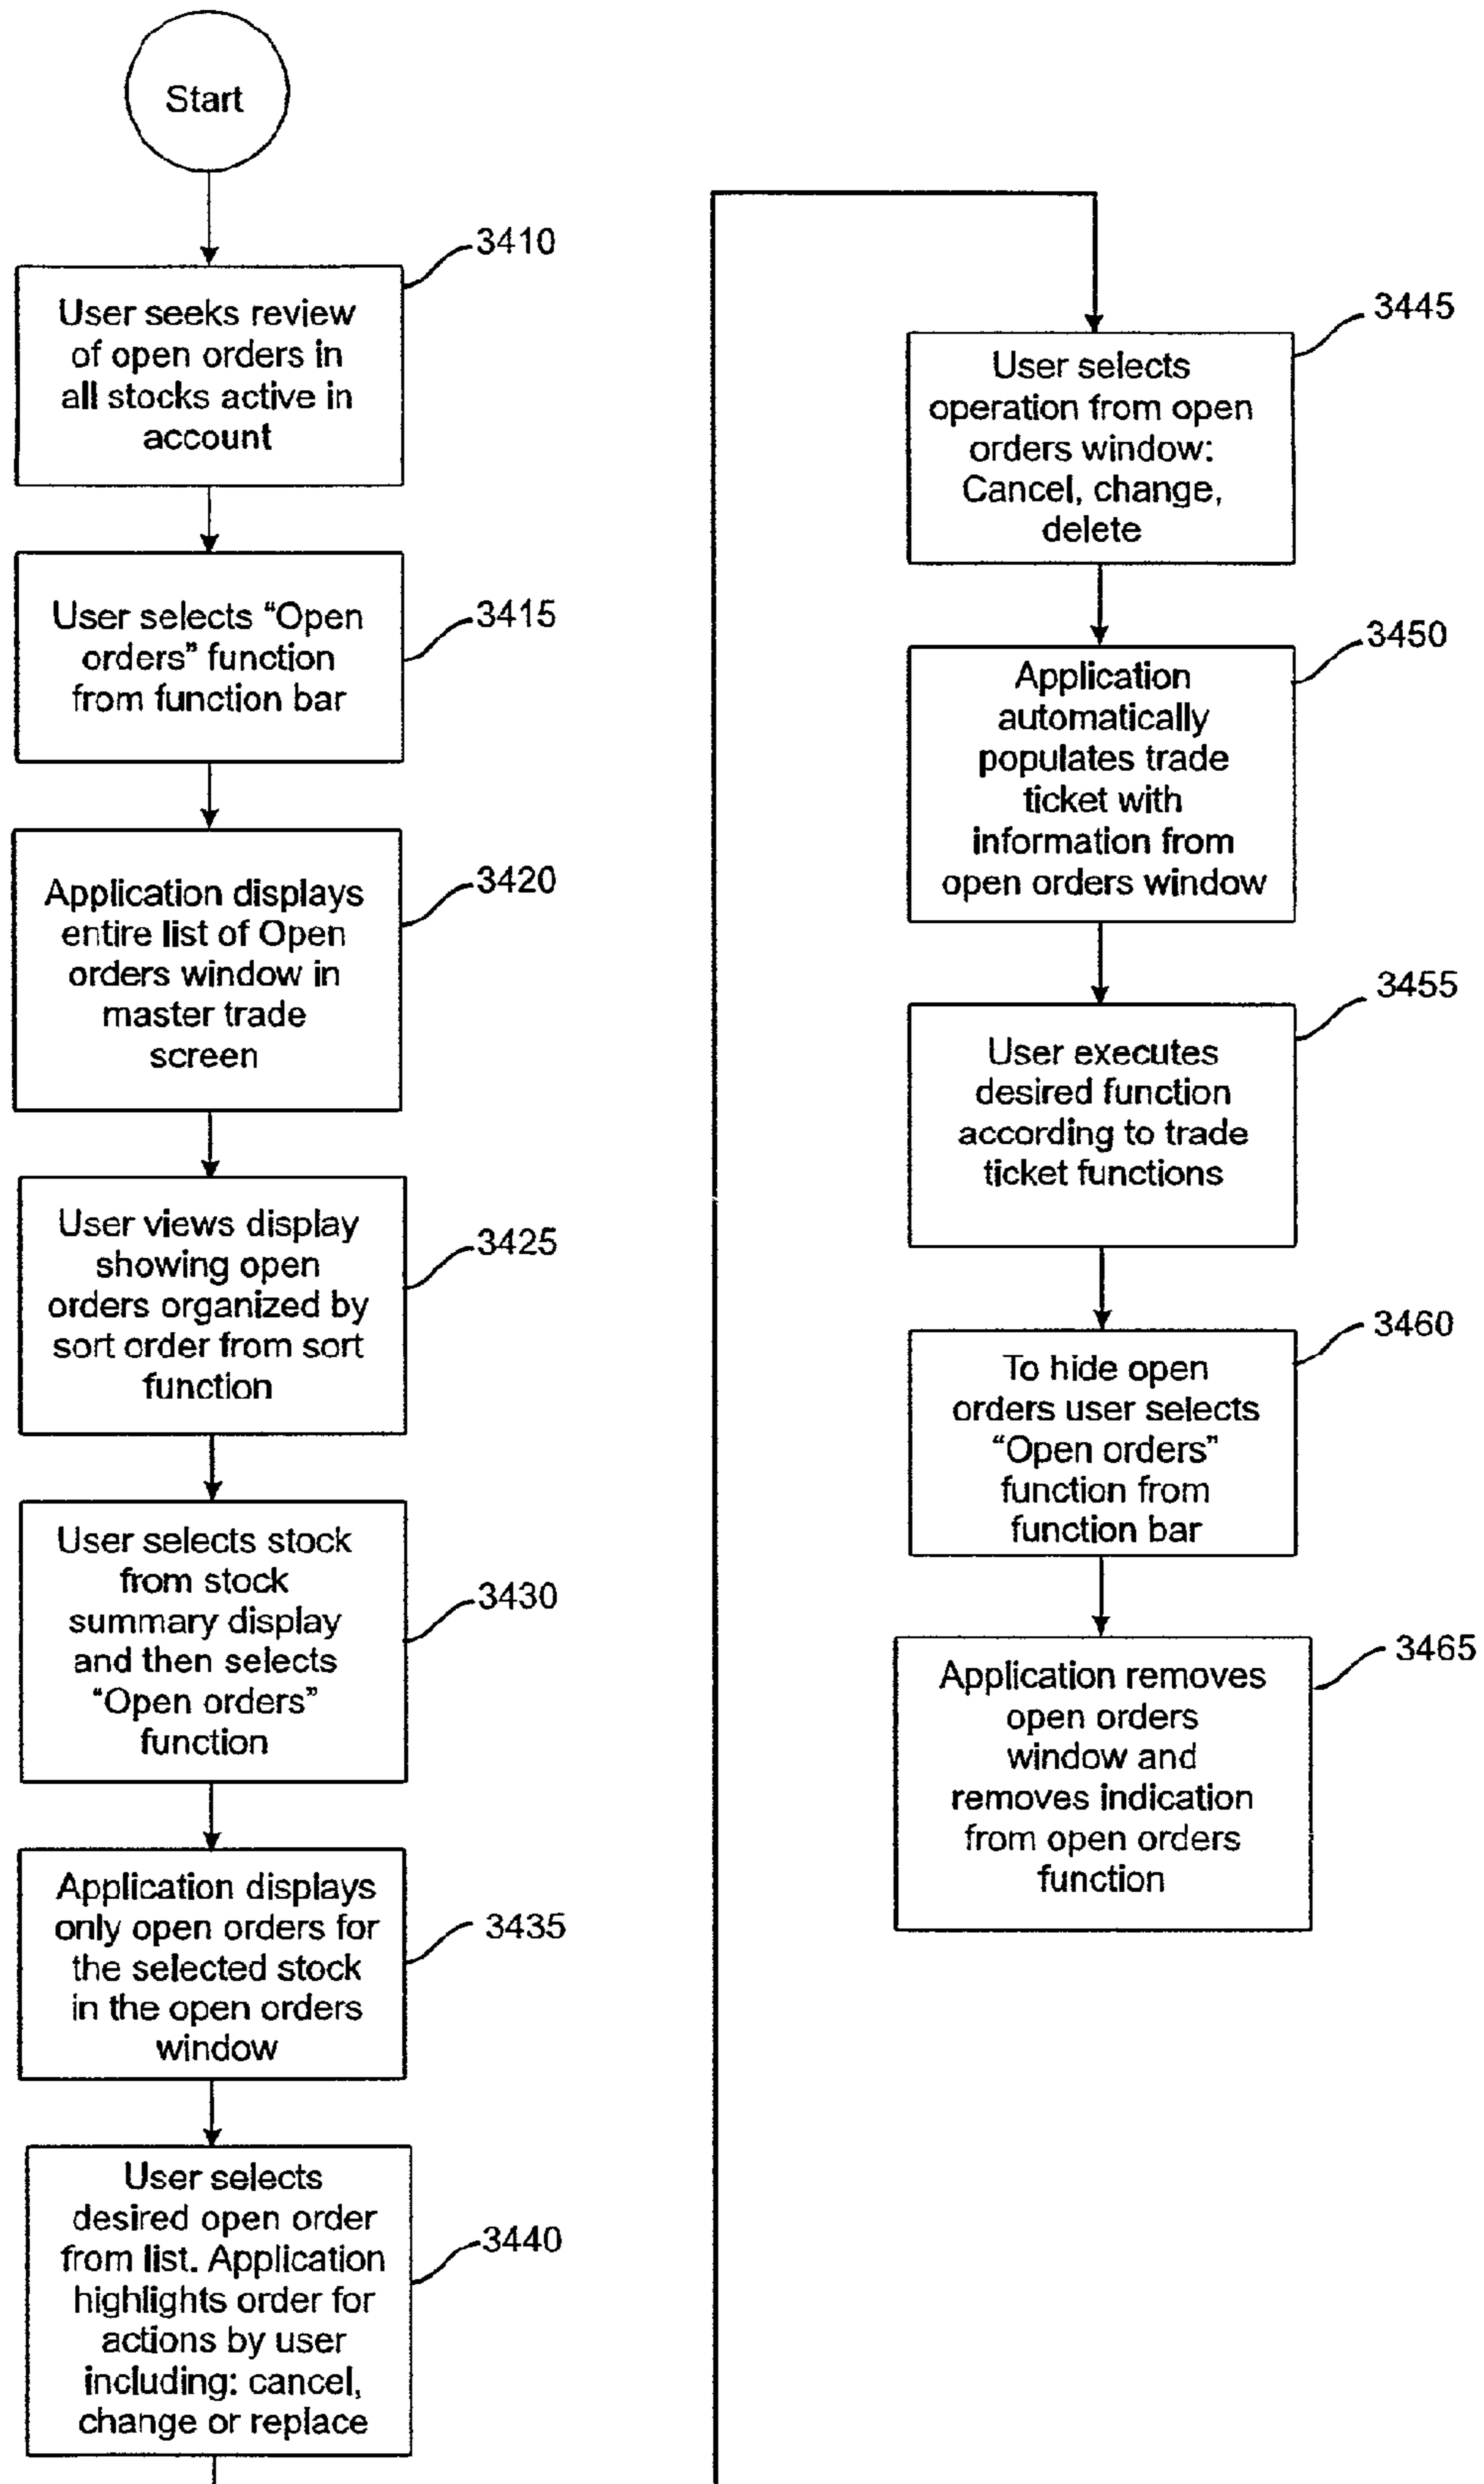 Start
3410
User seeks review
of open orders in
all stocks active in
account
3415
User selects “Open
orders” function
from function bar
3420
Application displays
entire list of Open
orders window in
master trade
screen
3425
User views display
showing open
orders organized by
sort order from sort
function
3430
User selects stock
from stock
summary display
and then selects
“Open orders”
function
3435
Application displays
only open orders for
the selected stock
in the open orders
window
3440
User selects
desired open order
from list. Application
highlights order for
actions by user
including: cancel,
change or replace
3445
User selects
operation from open
orders window:
Cancel, change,
delete
3450
Application
automatically
populates trade
ticket with
information from
open orders window
3455
User executes
desired function
according to trade
ticket functions
3460
To hide open
orders user selects
“Open orders”
function from
function bar
3465
Application removes
open orders
window and
removes indication
from open orders
function